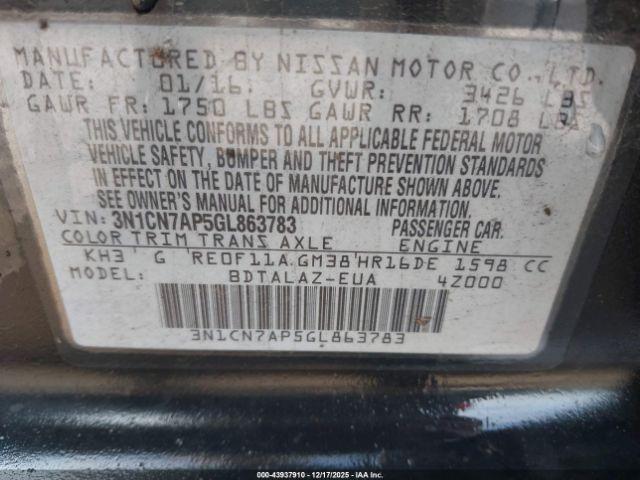 MANUFACTURED BY NISSAN MOTOR CO., LTD.
DATE: 01/16. GVWR: 3426 LBS
GAWR FR: 1750 LBS GAWR RR: 1708 LBS
THIS VEHICLE CONFORMS TO ALL APPLICABLE FEDERAL MOTOR
VEHICLE SAFETY, BUMPER AND THEFT PREVENTION STANDARDS
IN EFFECT ON THE DATE OF MANUFACTURE SHOWN ABOVE.
SEE OWNER'S MANUAL FOR ADDITIONAL INFORMATION.
VIN: 3N1CN7AP5GL863783 PASSENGER CAR.
COLOR TRIM TRANS AXLE ENGINE
KH3 G RE0F11A GM38 HR16DE 1598 CC
MODEL: BDTALAZ-EUA 4Z000
3N1CN7AP5GL863783
000-43937910 - 12/17/2025 - IAAI.com